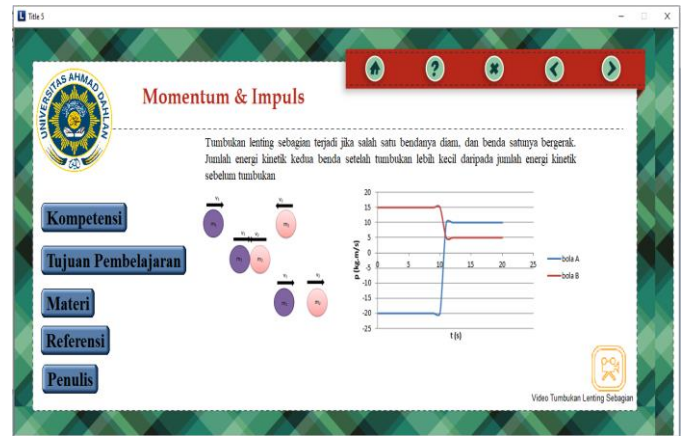 Title 5
UNIVERSITAS AHMAD DAHLAN
Momentum & Impuls
Tumbukan lenting sebagian terjadi jika salah satu bendanya diam, dan benda satunya bergerak.
Jumlah energi kinetik kedua benda setelah tumbukan lebih kecil daripada jumlah energi kinetik
sebelum tumbukan
Kompetensi
Tujuan Pembelajaran
Materi
Referensi
Penulis
p (kg.m/s)
20
15
10
5
0
-5
-10
-15
-20
-25
0 5 10 15 20 25
t (s)
bola A
bola B
Video Tumbukan Lenting Sebagian